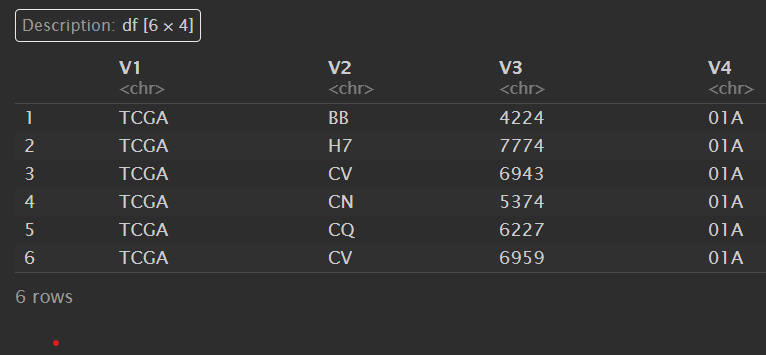 Description: df [6 × 4]
V1 V2 V3 V4
<chr> <chr> <chr> <chr>
1 TCGA BB 4224 01A
2 TCGA H7 7774 01A
3 TCGA CV 6943 01A
4 TCGA CN 5374 01A
5 TCGA CQ 6227 01A
6 TCGA CV 6959 01A
6 rows